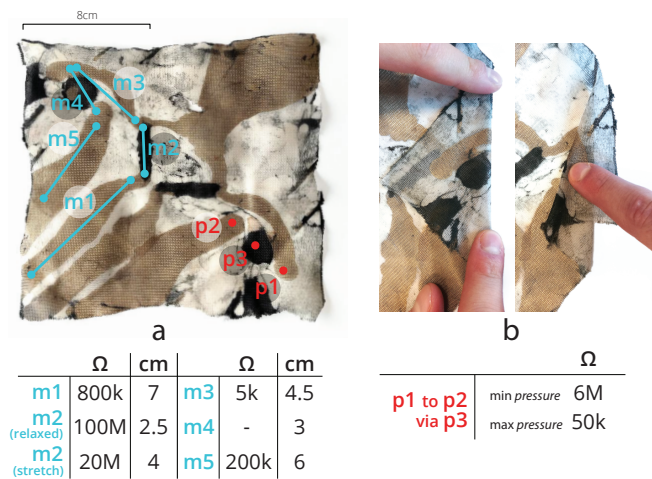 8cm
m3
m4
m5
m2
m1
p2
p3
p1
a
b
Ω cm Ω cm
m1 800k 7 m3 5k 4.5
m2 (relaxed) 100M 2.5 m4 - 3
m2 (stretch) 20M 4 m5 200k 6
Ω
p1 to p2 via p3
min pressure 6M
max pressure 50k